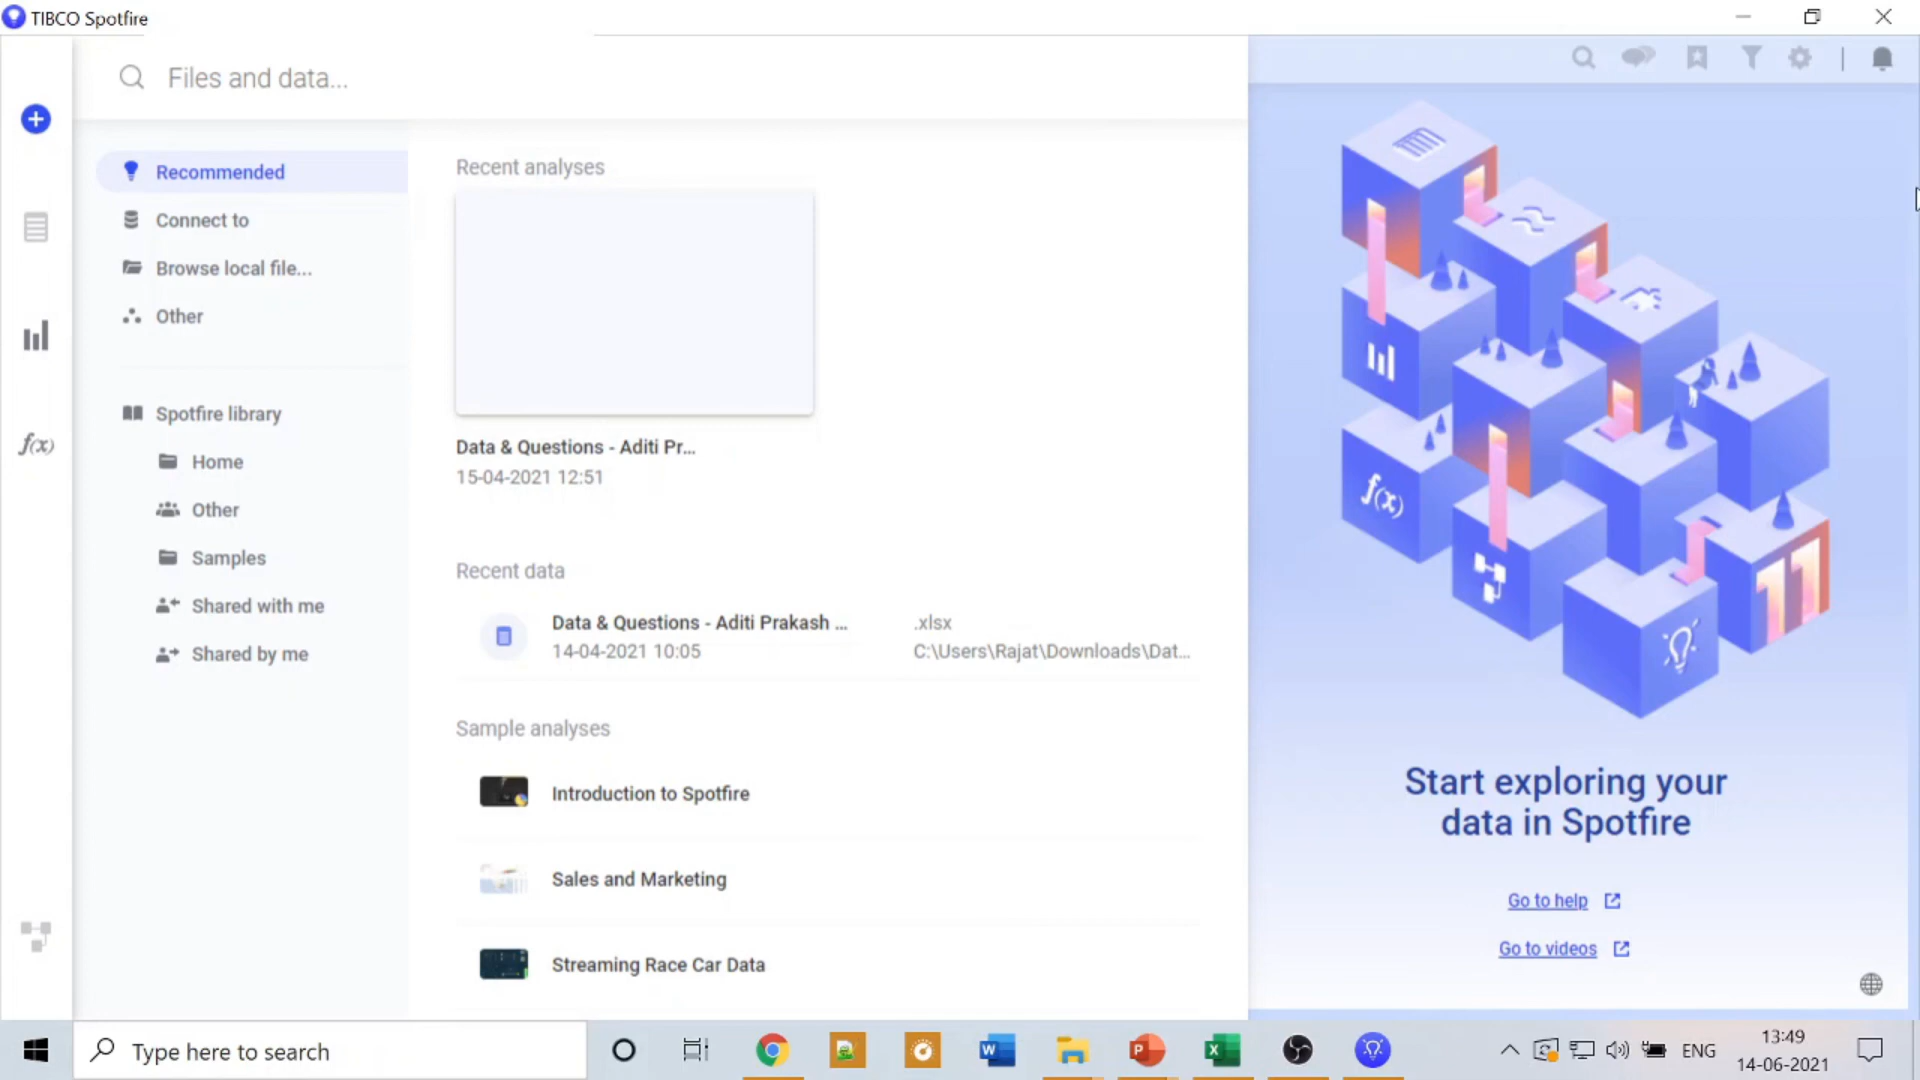 TIBCO Spotfire
Files and data...
Recommended
Connect to
Browse local file...
Other
Spotfire library
Home
Other
Samples
Shared with me
Shared by me
f(x)
Recent analyses
Data & Questions - Aditi Pr...
15-04-2021 12:51
Recent data
Data & Questions - Aditi Prakash ...
.xlsx
14-04-2021 10:05
C:\Users\Rajat\Downloads\Dat...
Sample analyses
Introduction to Spotfire
Sales and Marketing
Streaming Race Car Data
f(x)
11
Start exploring your
data in Spotfire
Go to help
Go to videos
Type here to search
ENG
13:49
14-06-2021